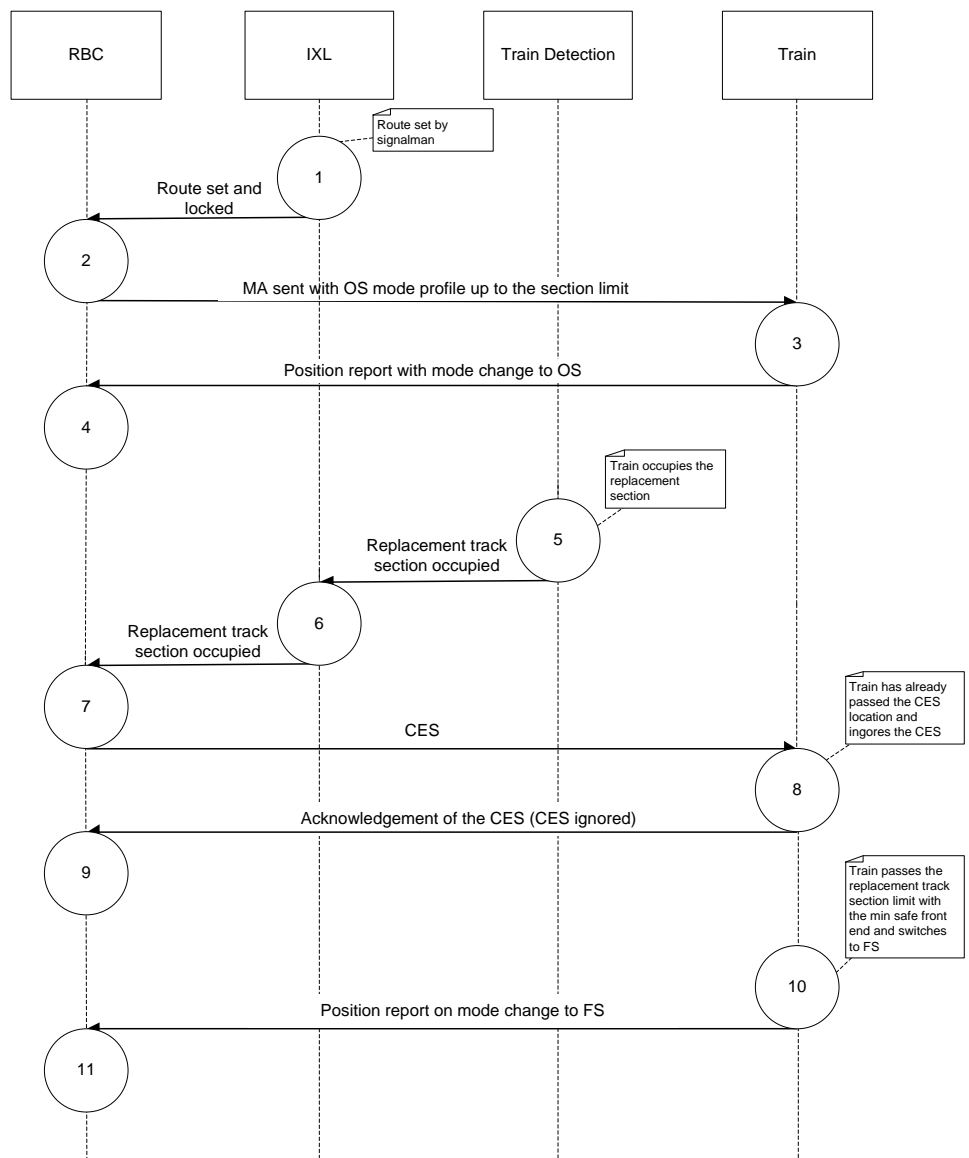 RBC
IXL
Train Detection
Train
Route set by
signalman
1
Route set and
locked
2
MA sent with OS mode profile up to the section limit
3
Position report with mode change to OS
4
Train occupies the
replacement
section
5
Replacement track
section occupied
6
Replacement track
section occupied
7
Train has already
passed the CES
location and
ingores the CES
CES
8
Acknowledgement of the CES (CES ignored)
9
Train passes the
replacement track
section limit with
the min safe front
end and switches
to FS
10
Position report on mode change to FS
11